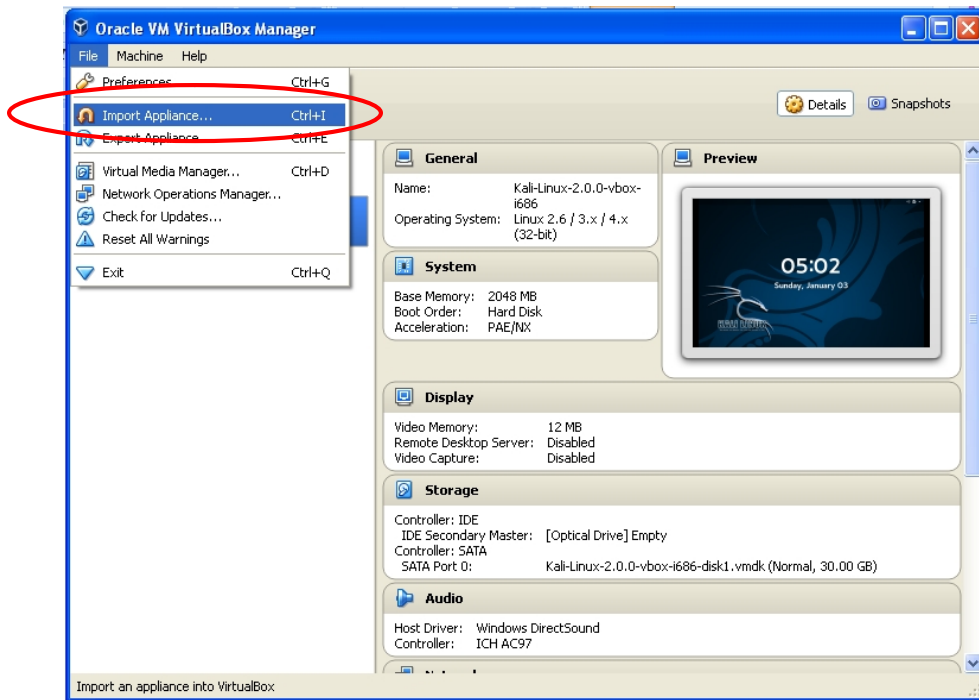 Oracle VM VirtualBox Manager
File Machine Help
Preferences Ctrl+G
Import Appliance... Ctrl+I
Export Appliance Ctrl+E
Virtual Media Manager... Ctrl+D
Network Operations Manager...
Check for Updates...
Reset All Warnings
Exit Ctrl+Q
Details Snapshots
General
Name: Kali-Linux-2.0.0-vbox-
i686
Operating System: Linux 2.6 / 3.x / 4.x
(32-bit)
Preview
05:02
Sunday, January 03
KALI LINUX
System
Base Memory: 2048 MB
Boot Order: Hard Disk
Acceleration: PAE/NX
Display
Video Memory: 12 MB
Remote Desktop Server: Disabled
Video Capture: Disabled
Storage
Controller: IDE
IDE Secondary Master: [Optical Drive] Empty
Controller: SATA
SATA Port 0: Kali-Linux-2.0.0-vbox-i686-disk1.vmdk (Normal, 30.00 GB)
Audio
Host Driver: Windows DirectSound
Controller: ICH AC97
Import an appliance into VirtualBox